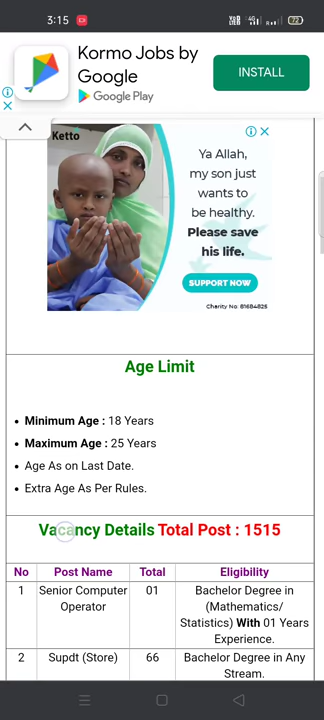 3:15
72
Kormo Jobs by
Google
Google Play
INSTALL
Ketto
Ya Allah,
my son just
wants to
be healthy.
Please save
his life.
SUPPORT NOW
Charity No: 81684825
Age Limit
Minimum Age : 18 Years
Maximum Age : 25 Years
Age As on Last Date.
Extra Age As Per Rules.
Vacancy Details Total Post : 1515
No Post Name Total Eligibility
1 Senior Computer 01 Bachelor Degree in
Operator (Mathematics/
Statistics) With 01 Years
Experience.
2 Supdt (Store) 66 Bachelor Degree in Any
Stream.